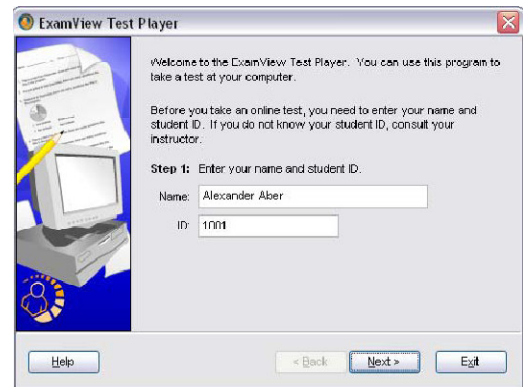 ExamView Test Player
Welcome to the ExamView Test Player. You can use this program to
take a test at your computer.
Before you take an online test, you need to enter your name and
student ID. If you do not know your student ID, consult your
instructor.
Step 1: Enter your name and student ID.
Name: Alexander Aber
ID: 1001
Help
< Back
Next >
Exit